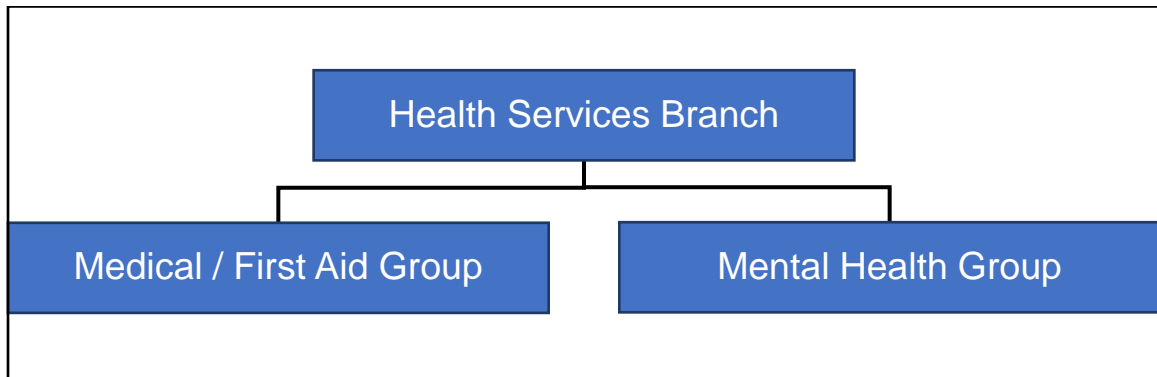 Health Services Branch
Medical / First Aid Group
Mental Health Group